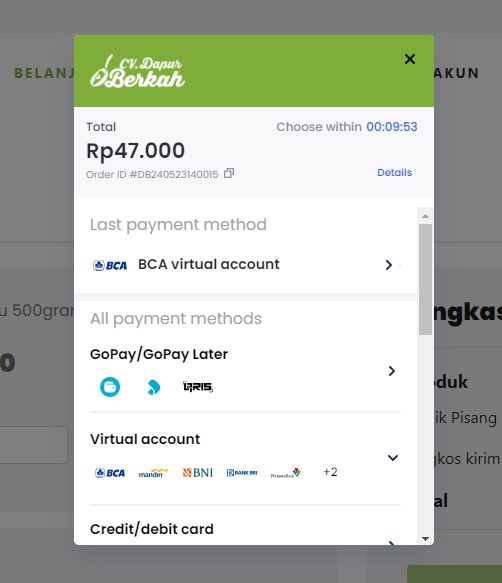 BELANJ
AKUN
CV. Dapur
Berkah
Total
Choose within 00:09:53
Rp47.000
Order ID #DB240523140015
Details
Last payment method
BCA BCA virtual account
All payment methods
GoPay/GoPay Later
QRIS
Virtual account
BCA mandiri BNI BANK BRI PermataBank +2
Credit/debit card
u 500gran
0
ngkas
oduk
ik Pisang
gkos kirim
al